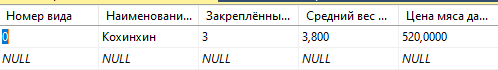 Номер вида Наименовани... Закреплённы... Средний вес ... Цена мяса да...
0 Кохинхин 3 3,800 520,0000
NULL NULL NULL NULL NULL